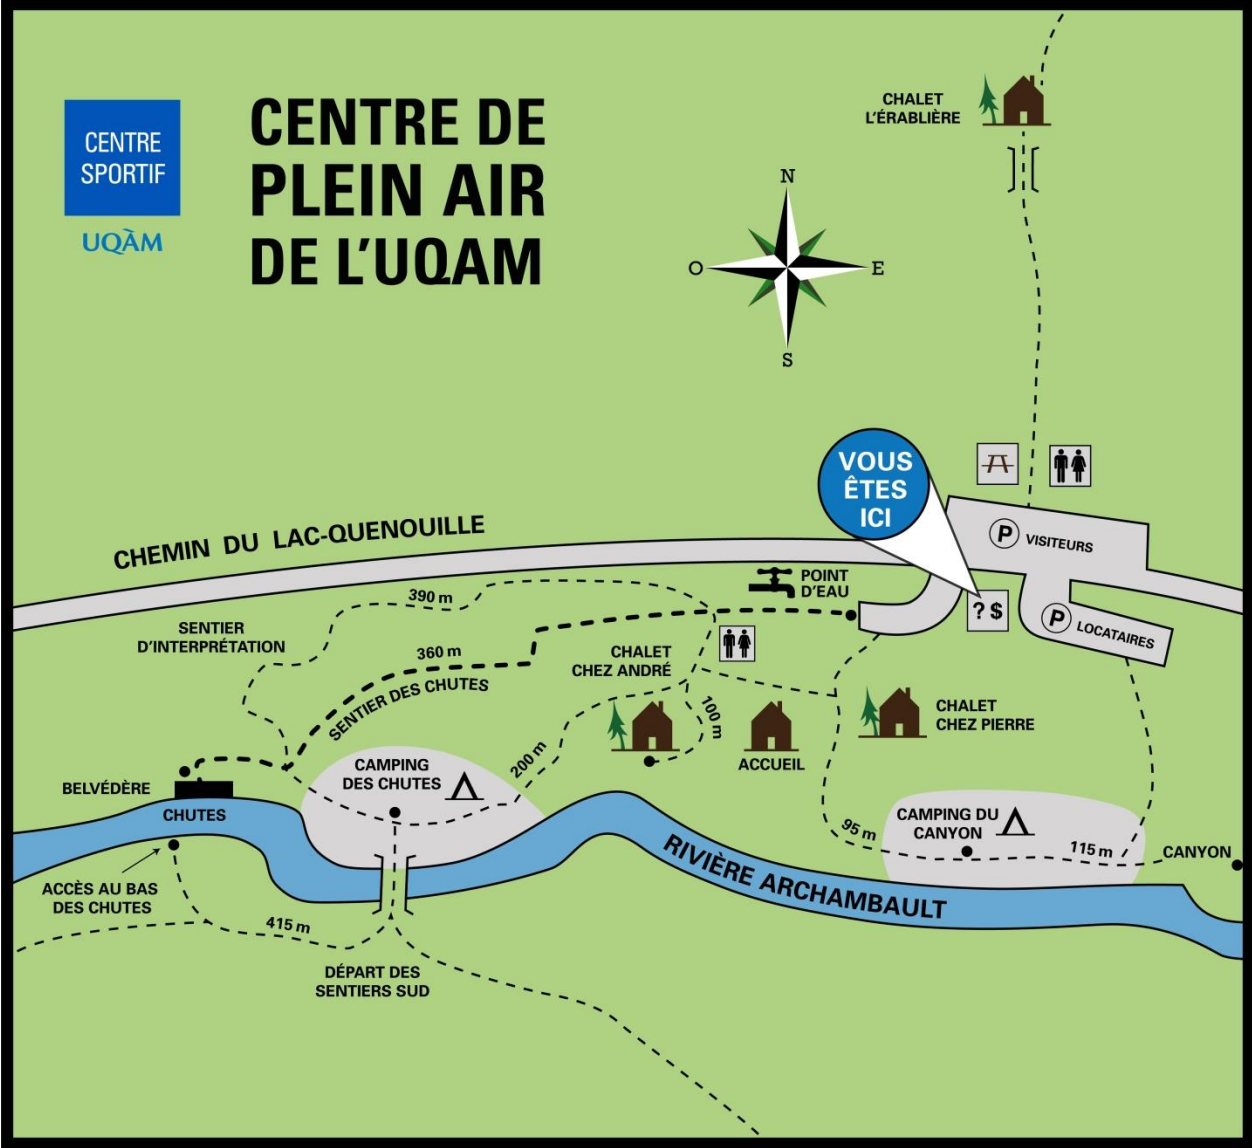 CENTRE
SPORTIF
UQÀM
CENTRE DE
PLEIN AIR
DE L'UQAM
CHALET
L'ÉRABLIÈRE
N
O
E
S
VOUS
ÊTES
ICI
P VISITEURS
CHEMIN DU LAC-QUENOUILLE
POINT
D'EAU
? $
P LOCATAIRES
390 m
SENTIER
D'INTERPRÉTATION
360 m
SENTIER DES CHUTES
CHALET
CHEZ ANDRÉ
100 m
CHALET
CHEZ PIERRE
ACCUEIL
200 m
CAMPING
DES CHUTES
BELVÉDÈRE
CHUTES
CAMPING DU
CANYON
95 m
115 m
CANYON
RIVIÈRE ARCHAMBAULT
ACCÈS AU BAS
DES CHUTES
415 m
DÉPART DES
SENTIERS SUD